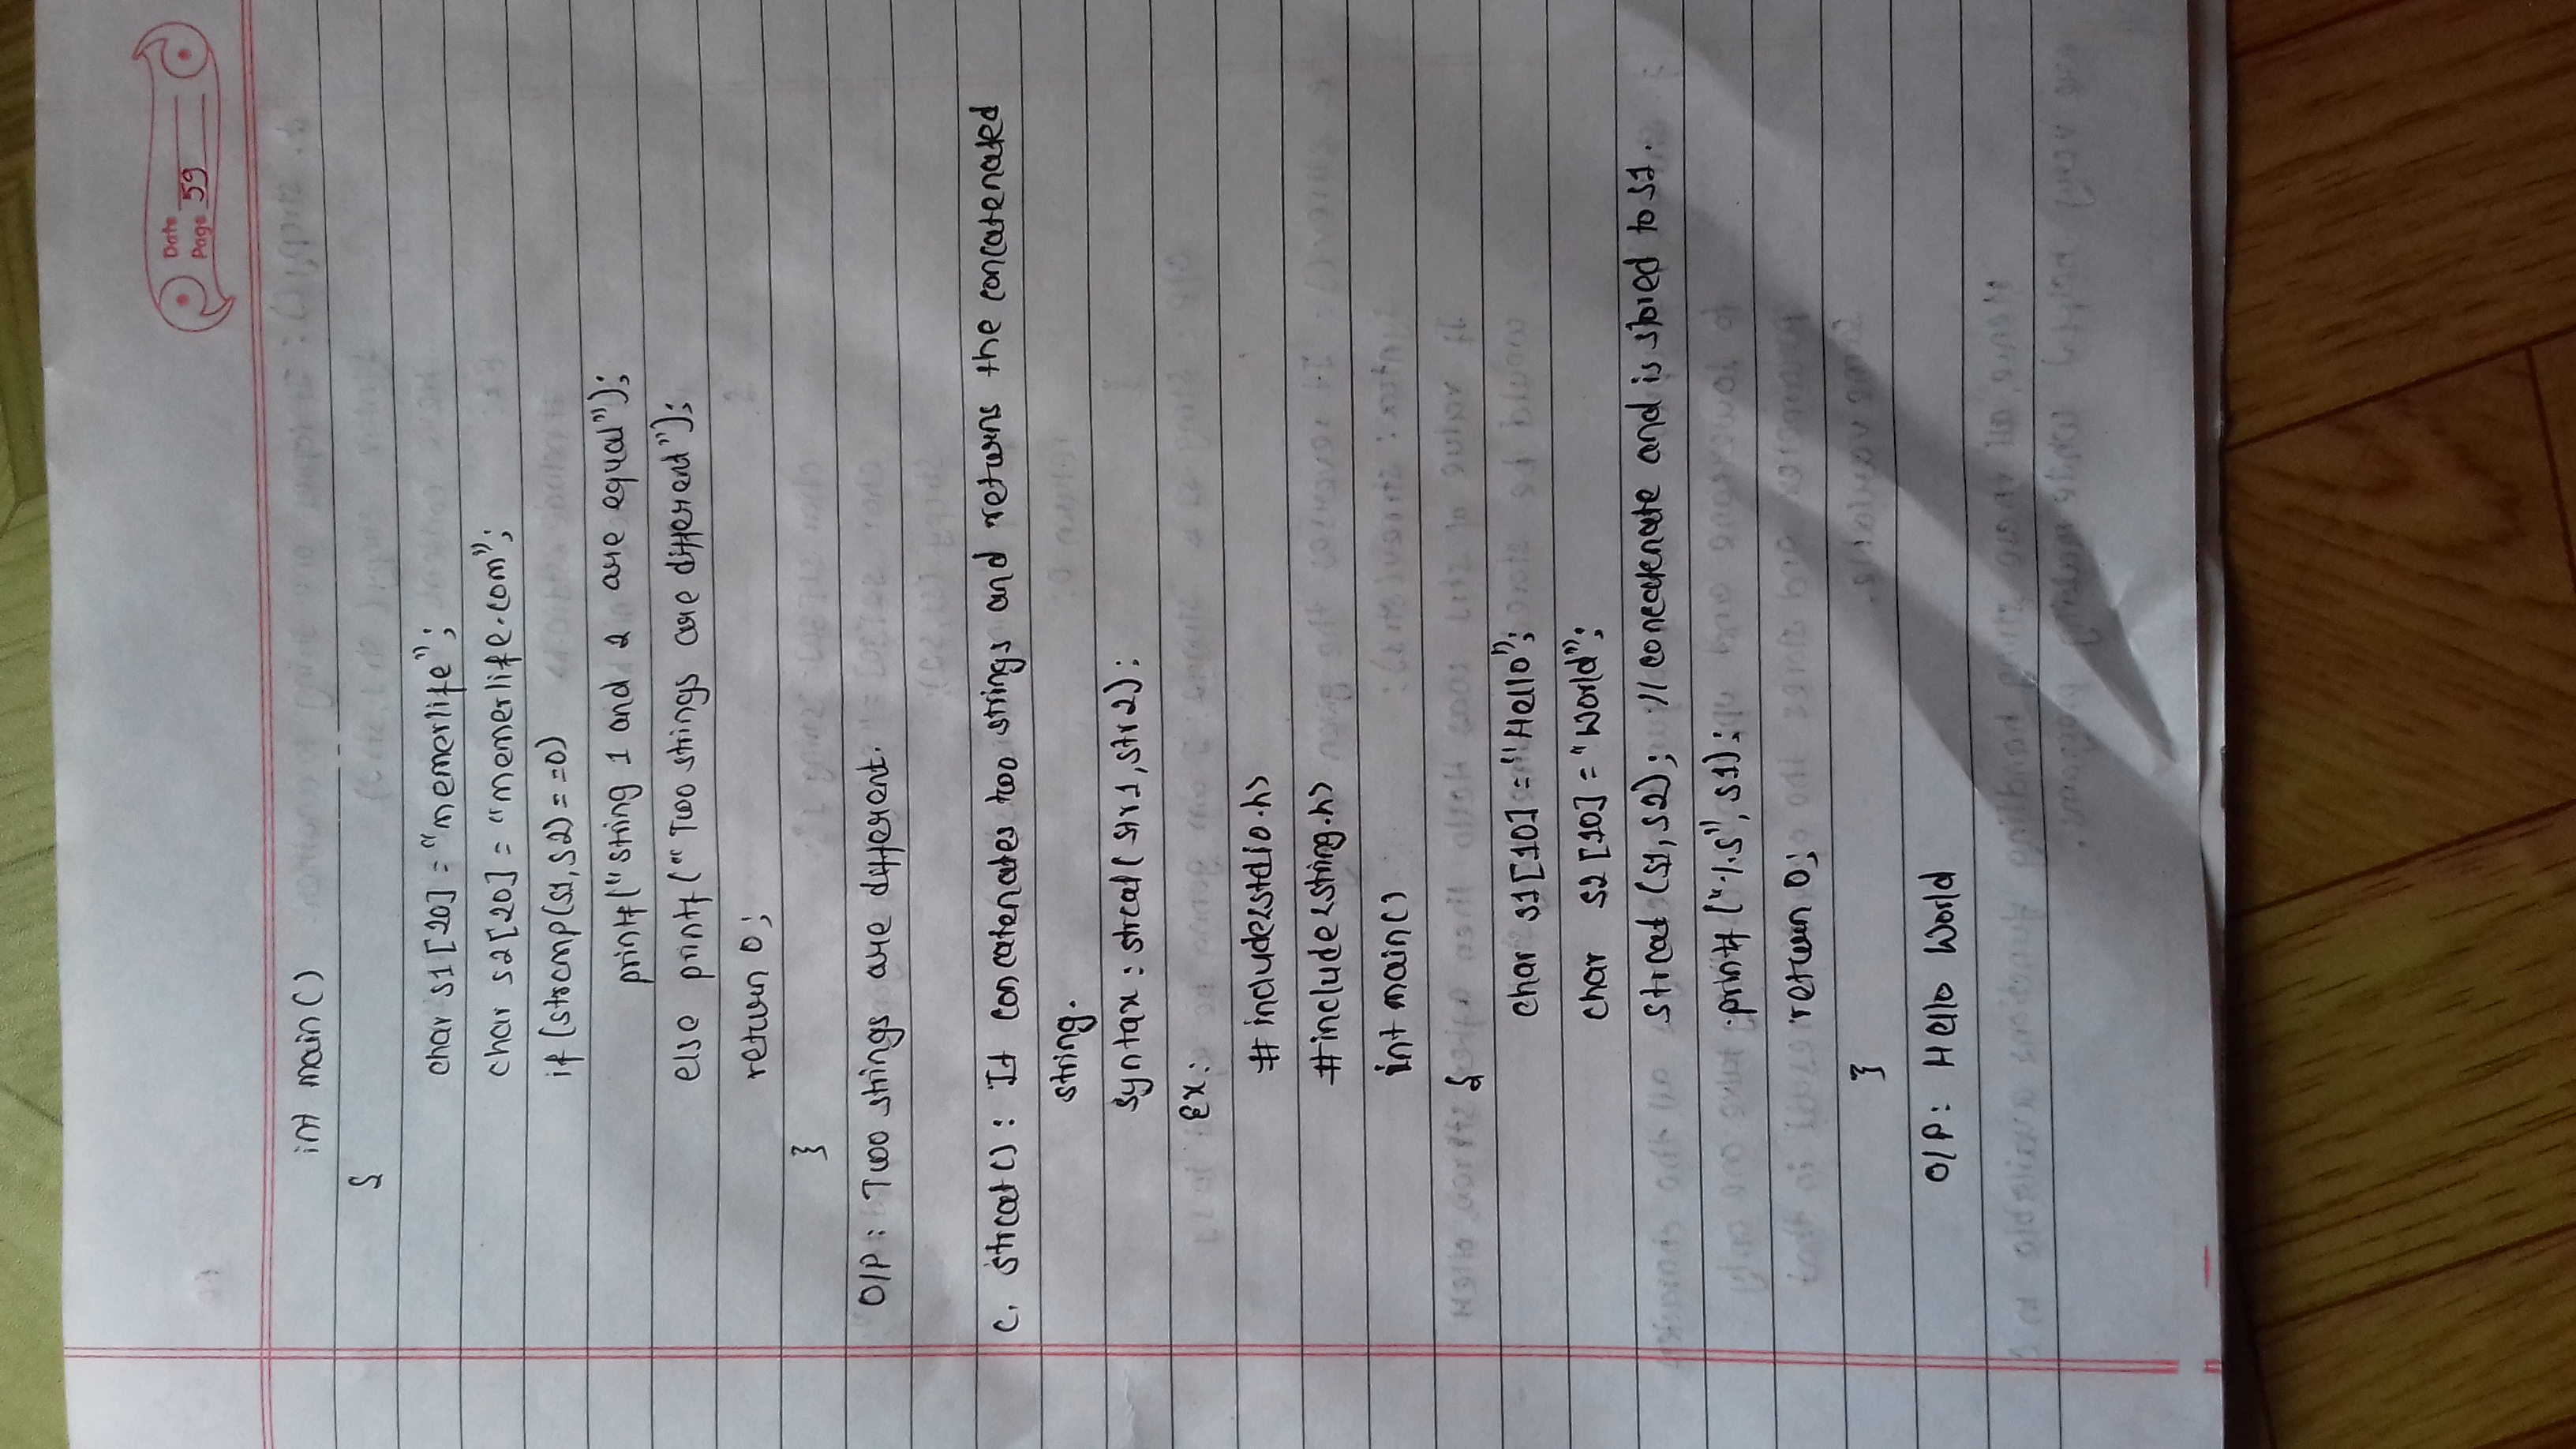 Date
Page 59
int main()
{
char s1[20] = "memerlife";
char s2[20] = "memerlife.com";
if (strcmp(s1,s2)==0)
printf("string 1 and 2 are equal");
else printf("Two strings are different");
return 0;
}
O/P: Two strings are different.
c. strcat(): It concatenates two strings and returns the concatenated
string.
syntax: strcat(str1,str2);
Ex:
#include<stdio.h>
#include<string.h>
int main()
{
char s1[10] = "Hello";
char s2[10] = "World";
strcat (s1,s2); // concatenate and is stored to s1.
printf ("%s", s1);
return 0;
}
O/P: Hello World